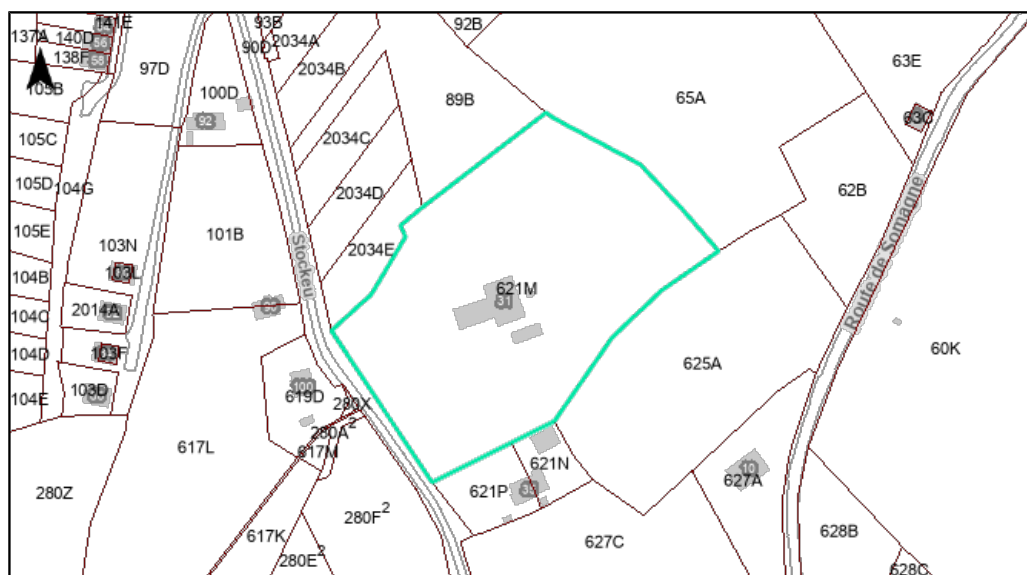 141E
93B
92B
137A
140D
56
90D
2034A
63E
138F
58
97D
2034B
105B
100D
89B
65A
92
63C
105C
2034C
105D
104G
2034D
62B
105E
101B
103N
2034E
Stockeu
Route de Somagne
104B
103L
621M
31
104C
2014A
104D
103F
60K
625A
100
103D
619D
104E
280X
280A²
617L
617M
621N
10
627A
280Z
621P
33
280F²
617K
627C
628B
280E²
628C